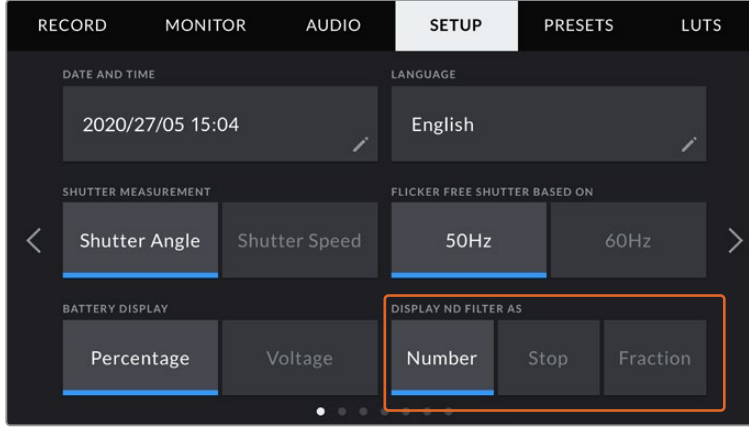 RECORD MONITOR AUDIO SETUP PRESETS LUTS
DATE AND TIME LANGUAGE
2020/27/05 15:04 English
SHUTTER MEASUREMENT FLICKER FREE SHUTTER BASED ON
Shutter Angle Shutter Speed 50Hz 60Hz
BATTERY DISPLAY DISPLAY ND FILTER AS
Percentage Voltage Number Stop Fraction